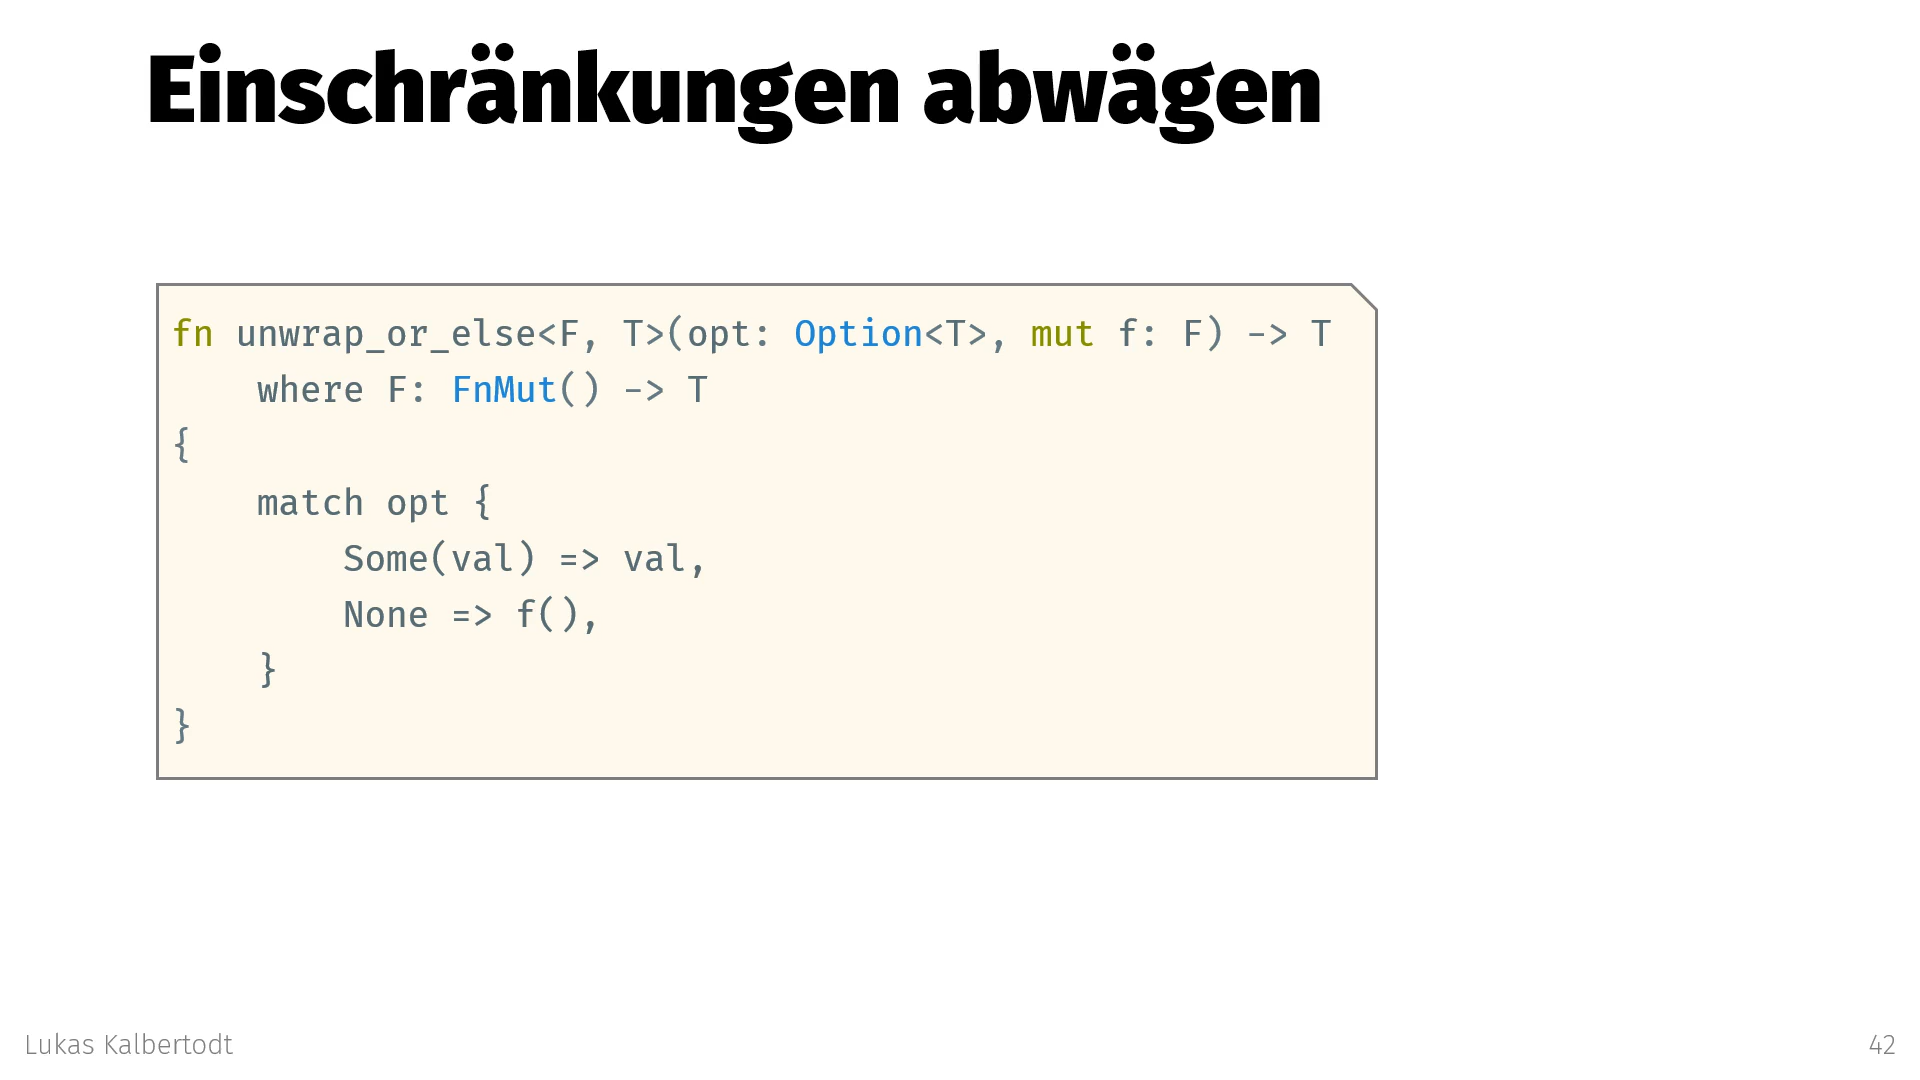 Einschränkungen abwägen
fn unwrap_or_else<F, T>(opt: Option<T>, mut f: F) -> T
    where F: FnMut() -> T
{
    match opt {
        Some(val) => val,
        None => f(),
    }
}
Lukas Kalbertodt
42